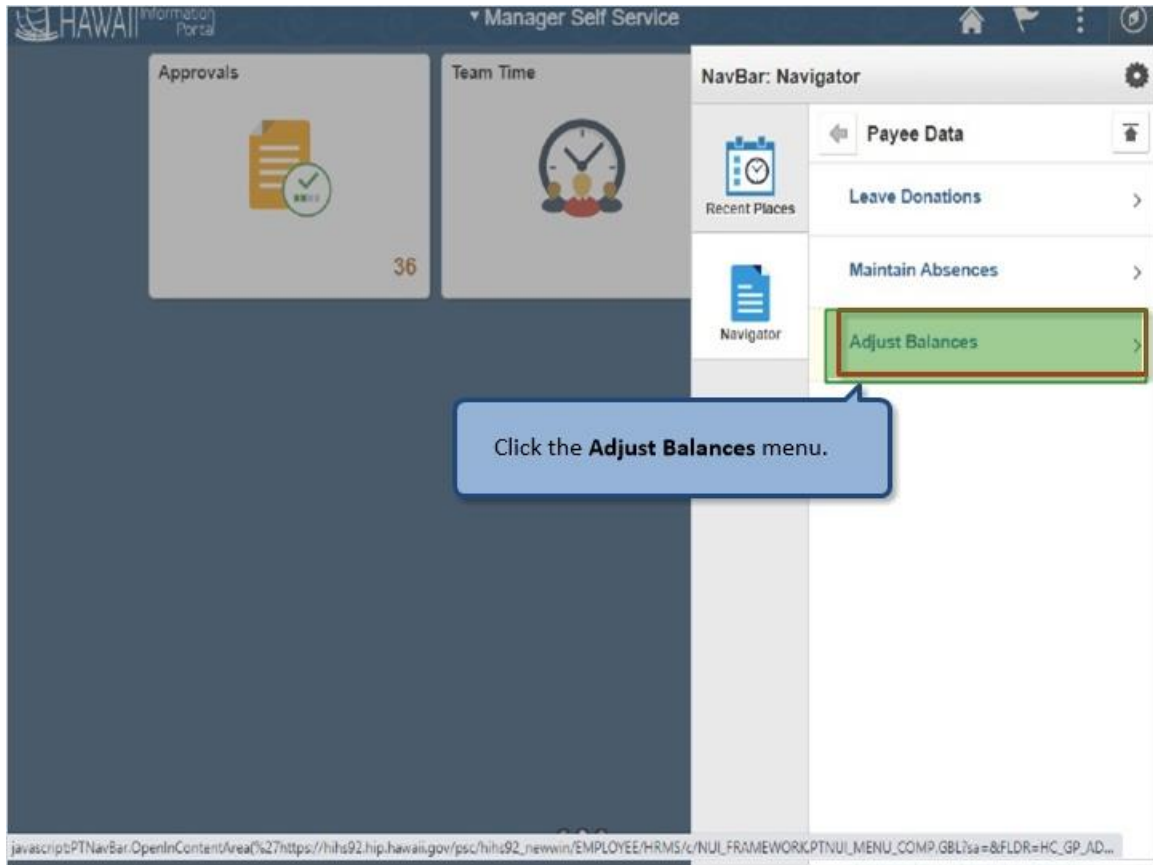 HAWAII Information
Portal
▾ Manager Self Service
Approvals
36
Team Time
NavBar: Navigator
Recent Places
Navigator
Payee Data
Leave Donations
Maintain Absences
Adjust Balances
Click the Adjust Balances menu.
javascript:PTNavBar.OpenInContentArea(%27https://hihs92.hip.hawaii.gov/psc/hihs92_newwin/EMPLOYEE/HRMS/c/NUI_FRAMEWORK.PTNUI_MENU_COMP.GBL?sa=&FLDR=HC_GP_AD...